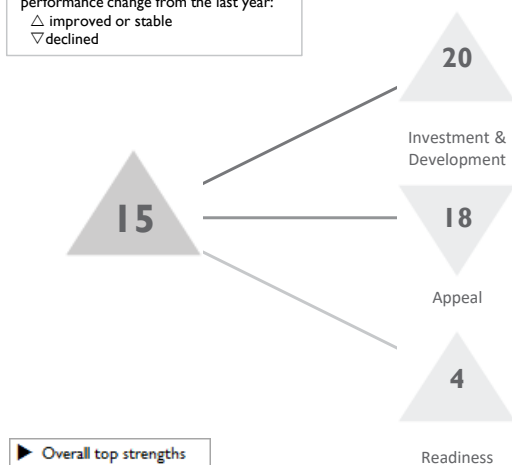 performance change from the last year:
△ improved or stable
▽ declined
20
Investment &
Development
15
18
Appeal
4
Readiness
▶ Overall top strengths